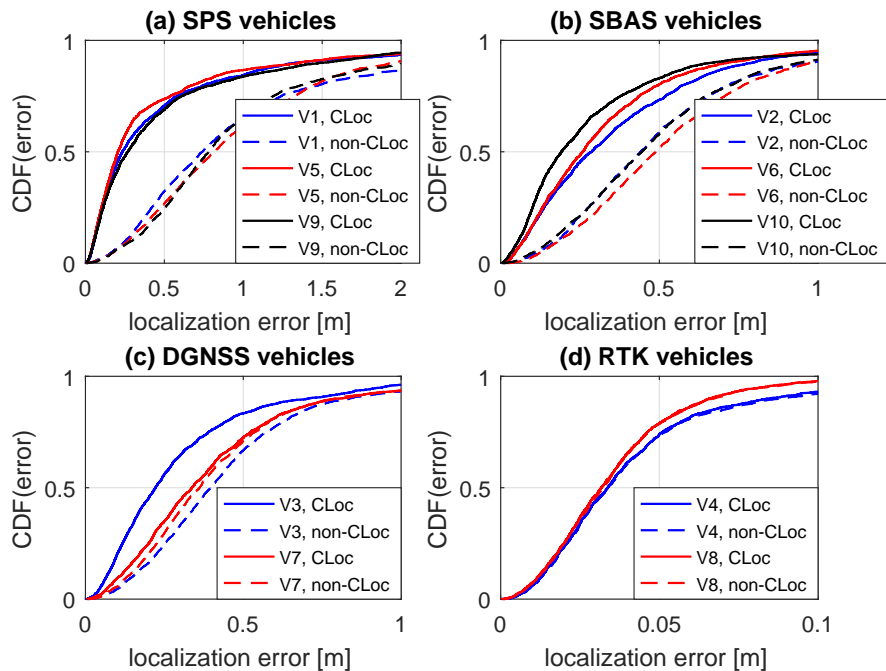 (a) SPS vehicles
CDF(error)
1
0.5
0
V1, CLoc
V1, non-CLoc
V5, CLoc
V5, non-CLoc
V9, CLoc
V9, non-CLoc
0 0.5 1 1.5 2
localization error [m]
(b) SBAS vehicles
CDF(error)
1
0.5
0
V2, CLoc
V2, non-CLoc
V6, CLoc
V6, non-CLoc
V10, CLoc
V10, non-CLoc
0 0.5 1
localization error [m]
(c) DGNSS vehicles
CDF(error)
1
0.5
0
V3, CLoc
V3, non-CLoc
V7, CLoc
V7, non-CLoc
0 0.5 1
localization error [m]
(d) RTK vehicles
CDF(error)
1
0.5
0
V4, CLoc
V4, non-CLoc
V8, CLoc
V8, non-CLoc
0 0.05 0.1
localization error [m]